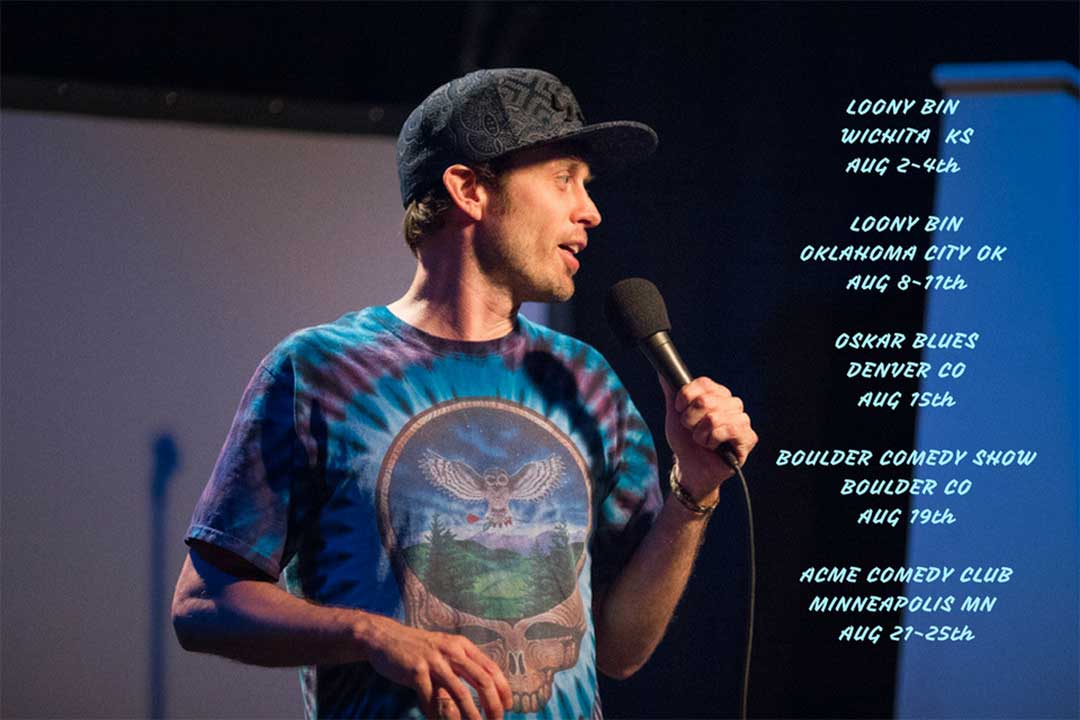 LOONY BIN
WICHITA KS
AUG 2-4th
LOONY BIN
OKLAHOMA CITY OK
AUG 8-11th
OSKAR BLUES
DENVER CO
AUG 15th
BOULDER COMEDY SHOW
BOULDER CO
AUG 19th
ACME COMEDY CLUB
MINNEAPOLIS MN
AUG 21-25th